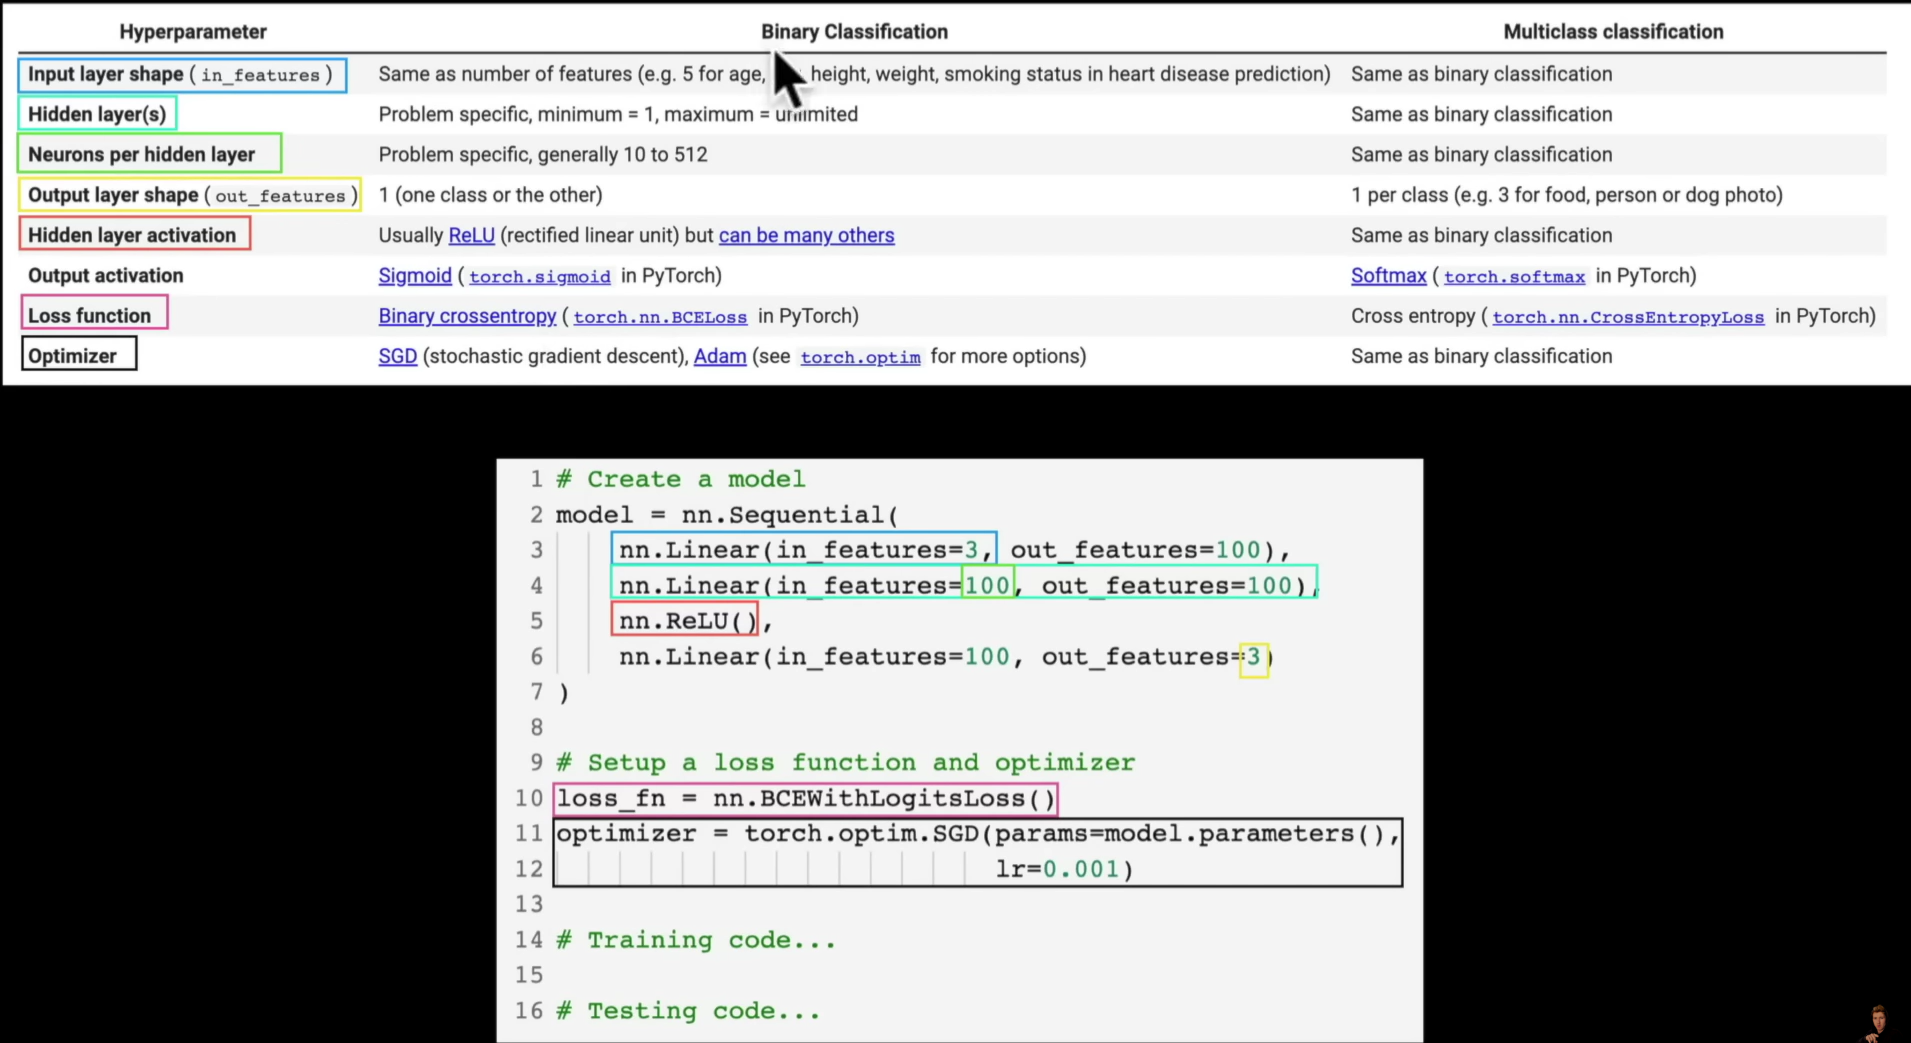 Hyperparameter Binary Classification Multiclass classification
Input layer shape (in_features) Same as number of features (e.g. 5 for age, height, weight, smoking status in heart disease prediction) Same as binary classification
Hidden layer(s) Problem specific, minimum = 1, maximum = unlimited Same as binary classification
Neurons per hidden layer Problem specific, generally 10 to 512 Same as binary classification
Output layer shape (out_features) 1 (one class or the other) 1 per class (e.g. 3 for food, person or dog photo)
Hidden layer activation Usually ReLU (rectified linear unit) but can be many others Same as binary classification
Output activation Sigmoid (torch.sigmoid in PyTorch) Softmax (torch.softmax in PyTorch)
Loss function Binary crossentropy (torch.nn.BCELoss in PyTorch) Cross entropy (torch.nn.CrossEntropyLoss in PyTorch)
Optimizer SGD (stochastic gradient descent), Adam (see torch.optim for more options) Same as binary classification
1 # Create a model
2 model = nn.Sequential(
3 nn.Linear(in_features=3, out_features=100),
4 nn.Linear(in_features=100, out_features=100),
5 nn.ReLU(),
6 nn.Linear(in_features=100, out_features=3)
7 )
8
9 # Setup a loss function and optimizer
10 loss_fn = nn.BCEWithLogitsLoss()
11 optimizer = torch.optim.SGD(params=model.parameters(),
12 lr=0.001)
13
14 # Training code...
15
16 # Testing code...